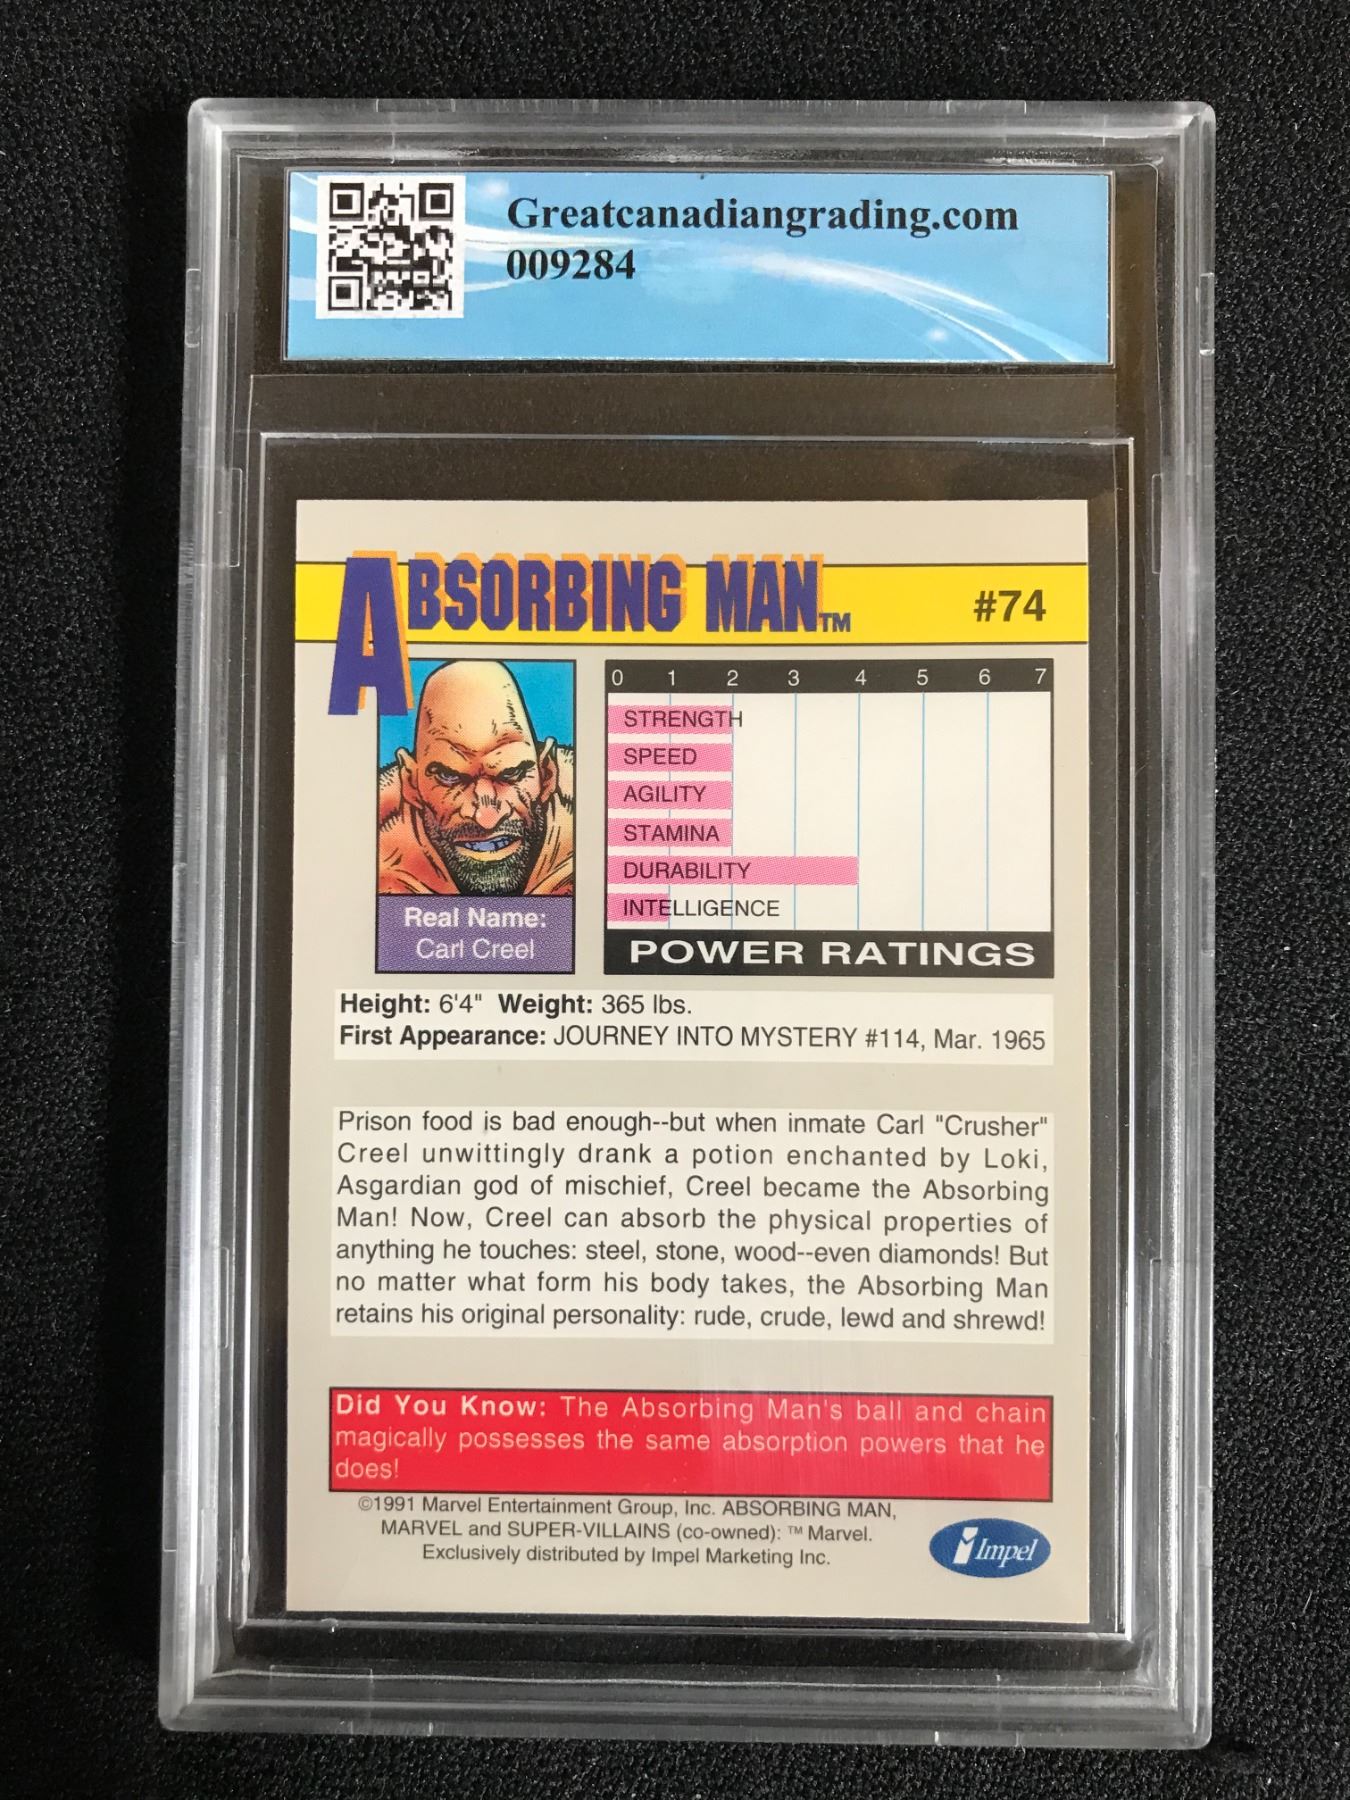 Greatcanadiangrading.com
009284
ABSORBING MAN™
#74
0 1 2 3 4 5 6 7
STRENGTH
SPEED
AGILITY
STAMINA
DURABILITY
INTELLIGENCE
POWER RATINGS
Real Name:
Carl Creel
Height: 6'4" Weight: 365 lbs.
First Appearance: JOURNEY INTO MYSTERY #114, Mar. 1965
Prison food is bad enough--but when inmate Carl "Crusher"
Creel unwittingly drank a potion enchanted by Loki,
Asgardian god of mischief, Creel became the Absorbing
Man! Now, Creel can absorb the physical properties of
anything he touches: steel, stone, wood--even diamonds! But
no matter what form his body takes, the Absorbing Man
retains his original personality: rude, crude, lewd and shrewd!
Did You Know: The Absorbing Man's ball and chain
magically possesses the same absorption powers that he
does!
©1991 Marvel Entertainment Group, Inc. ABSORBING MAN,
MARVEL and SUPER-VILLAINS (co-owned): ™ Marvel.
Exclusively distributed by Impel Marketing Inc.
Impel